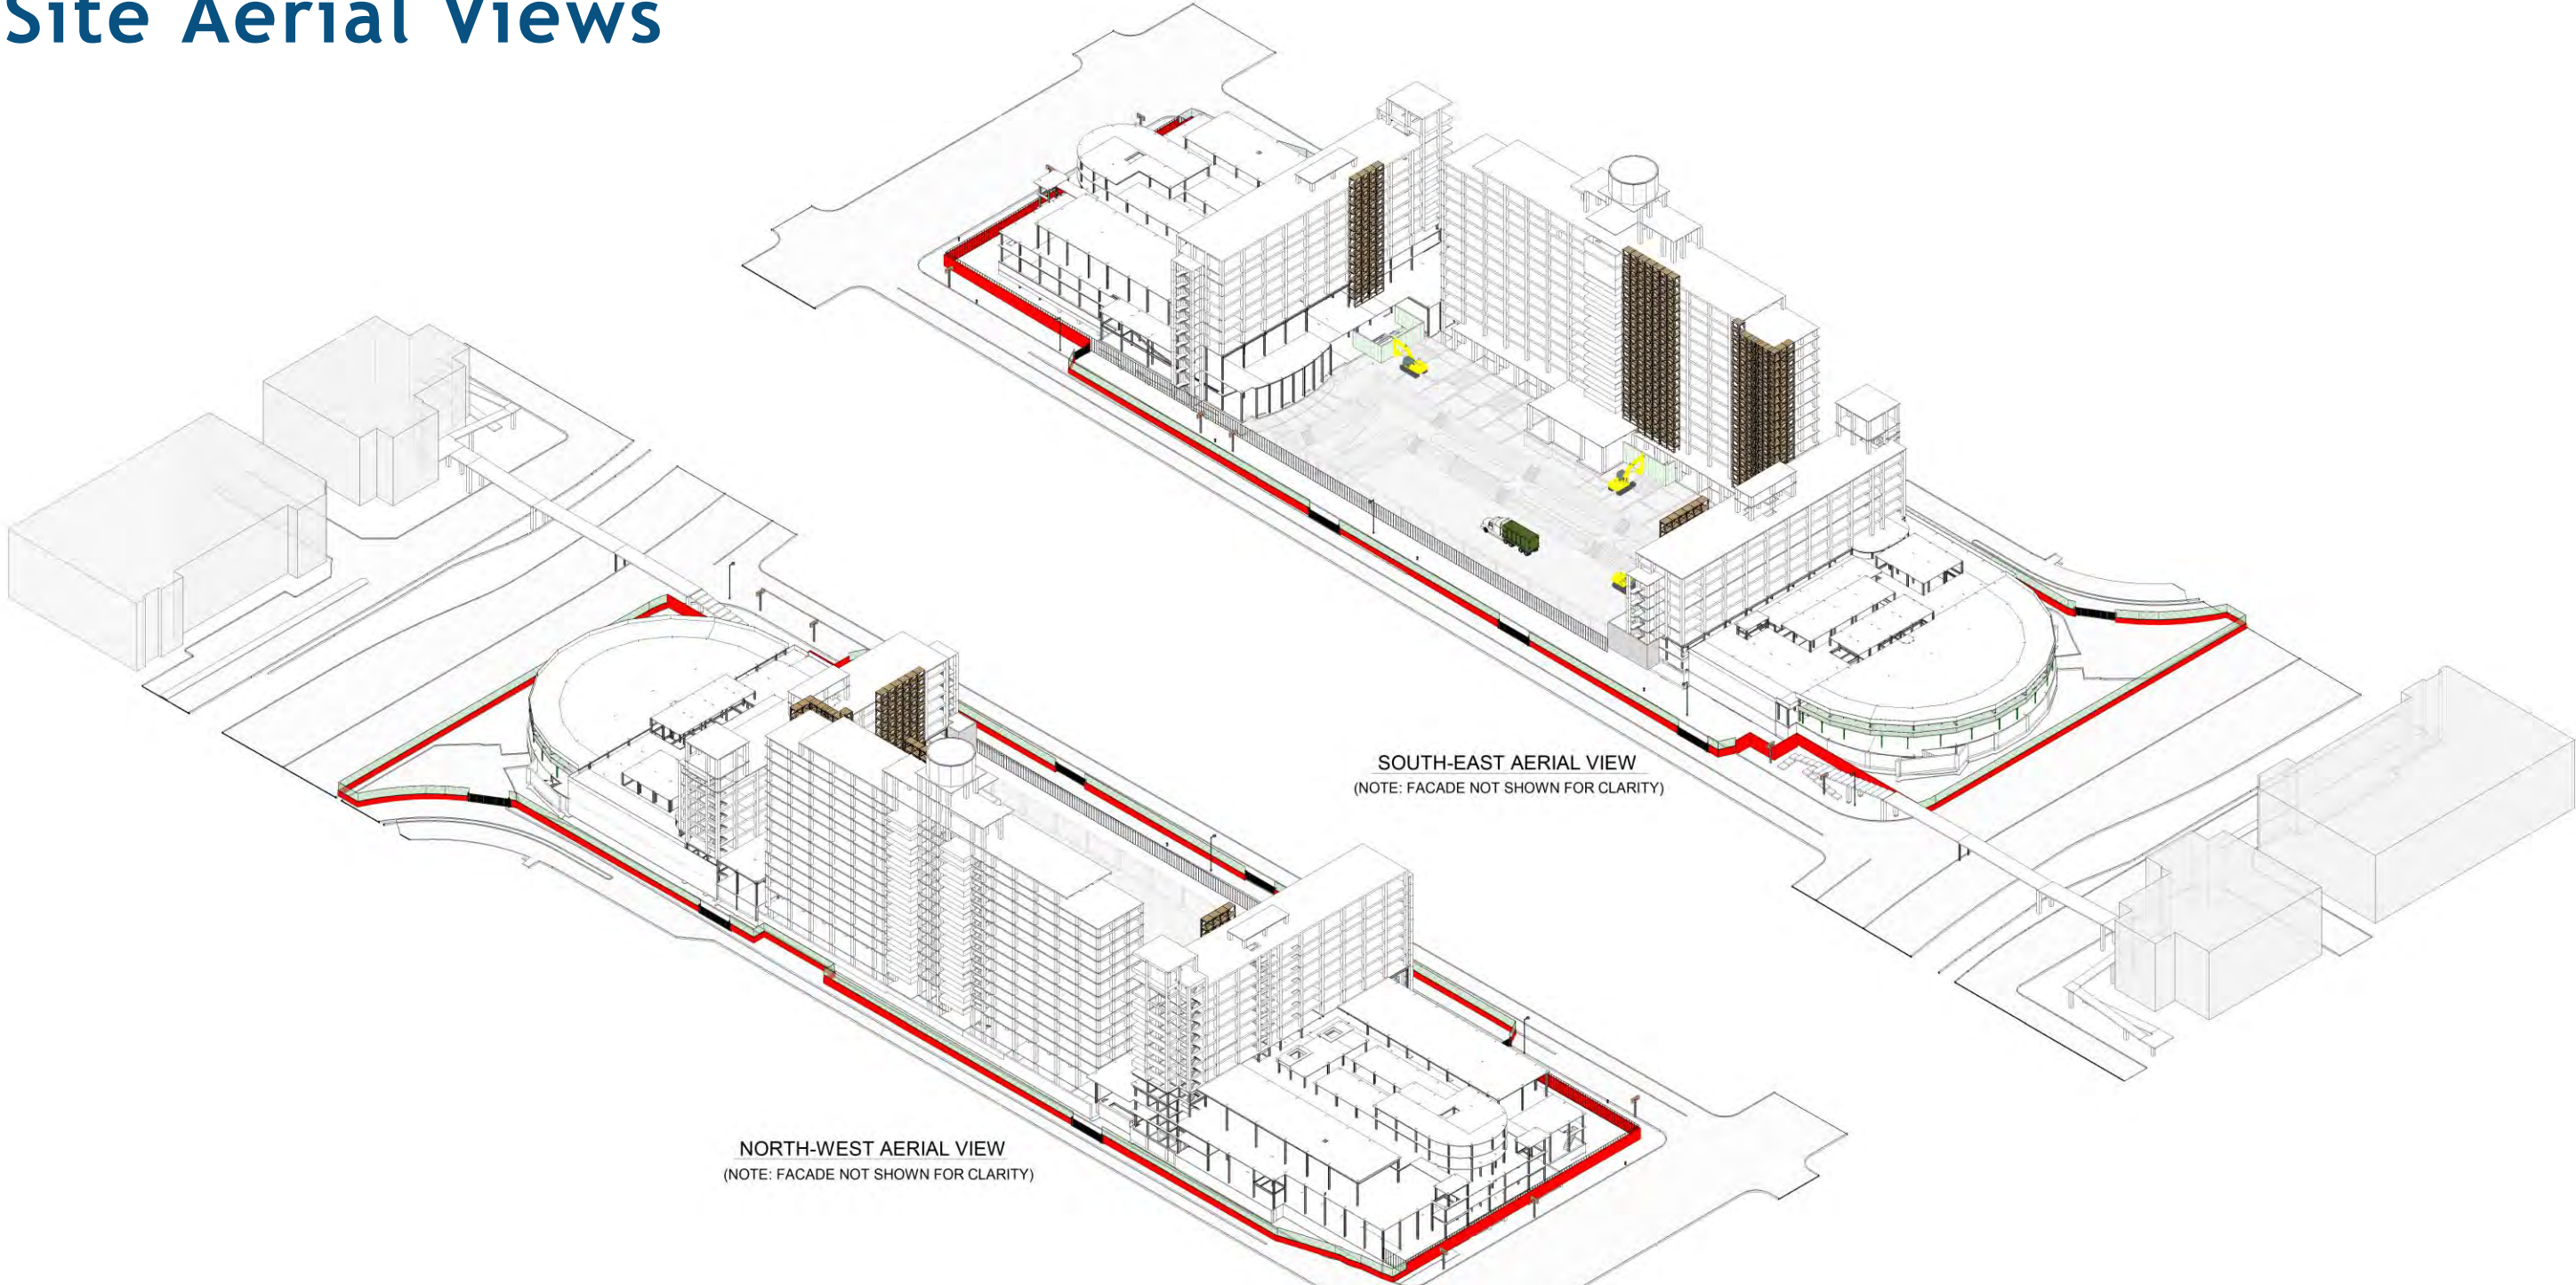 Site Aerial Views
SOUTH-EAST AERIAL VIEW
(NOTE: FACADE NOT SHOWN FOR CLARITY)
NORTH-WEST AERIAL VIEW
(NOTE: FACADE NOT SHOWN FOR CLARITY)